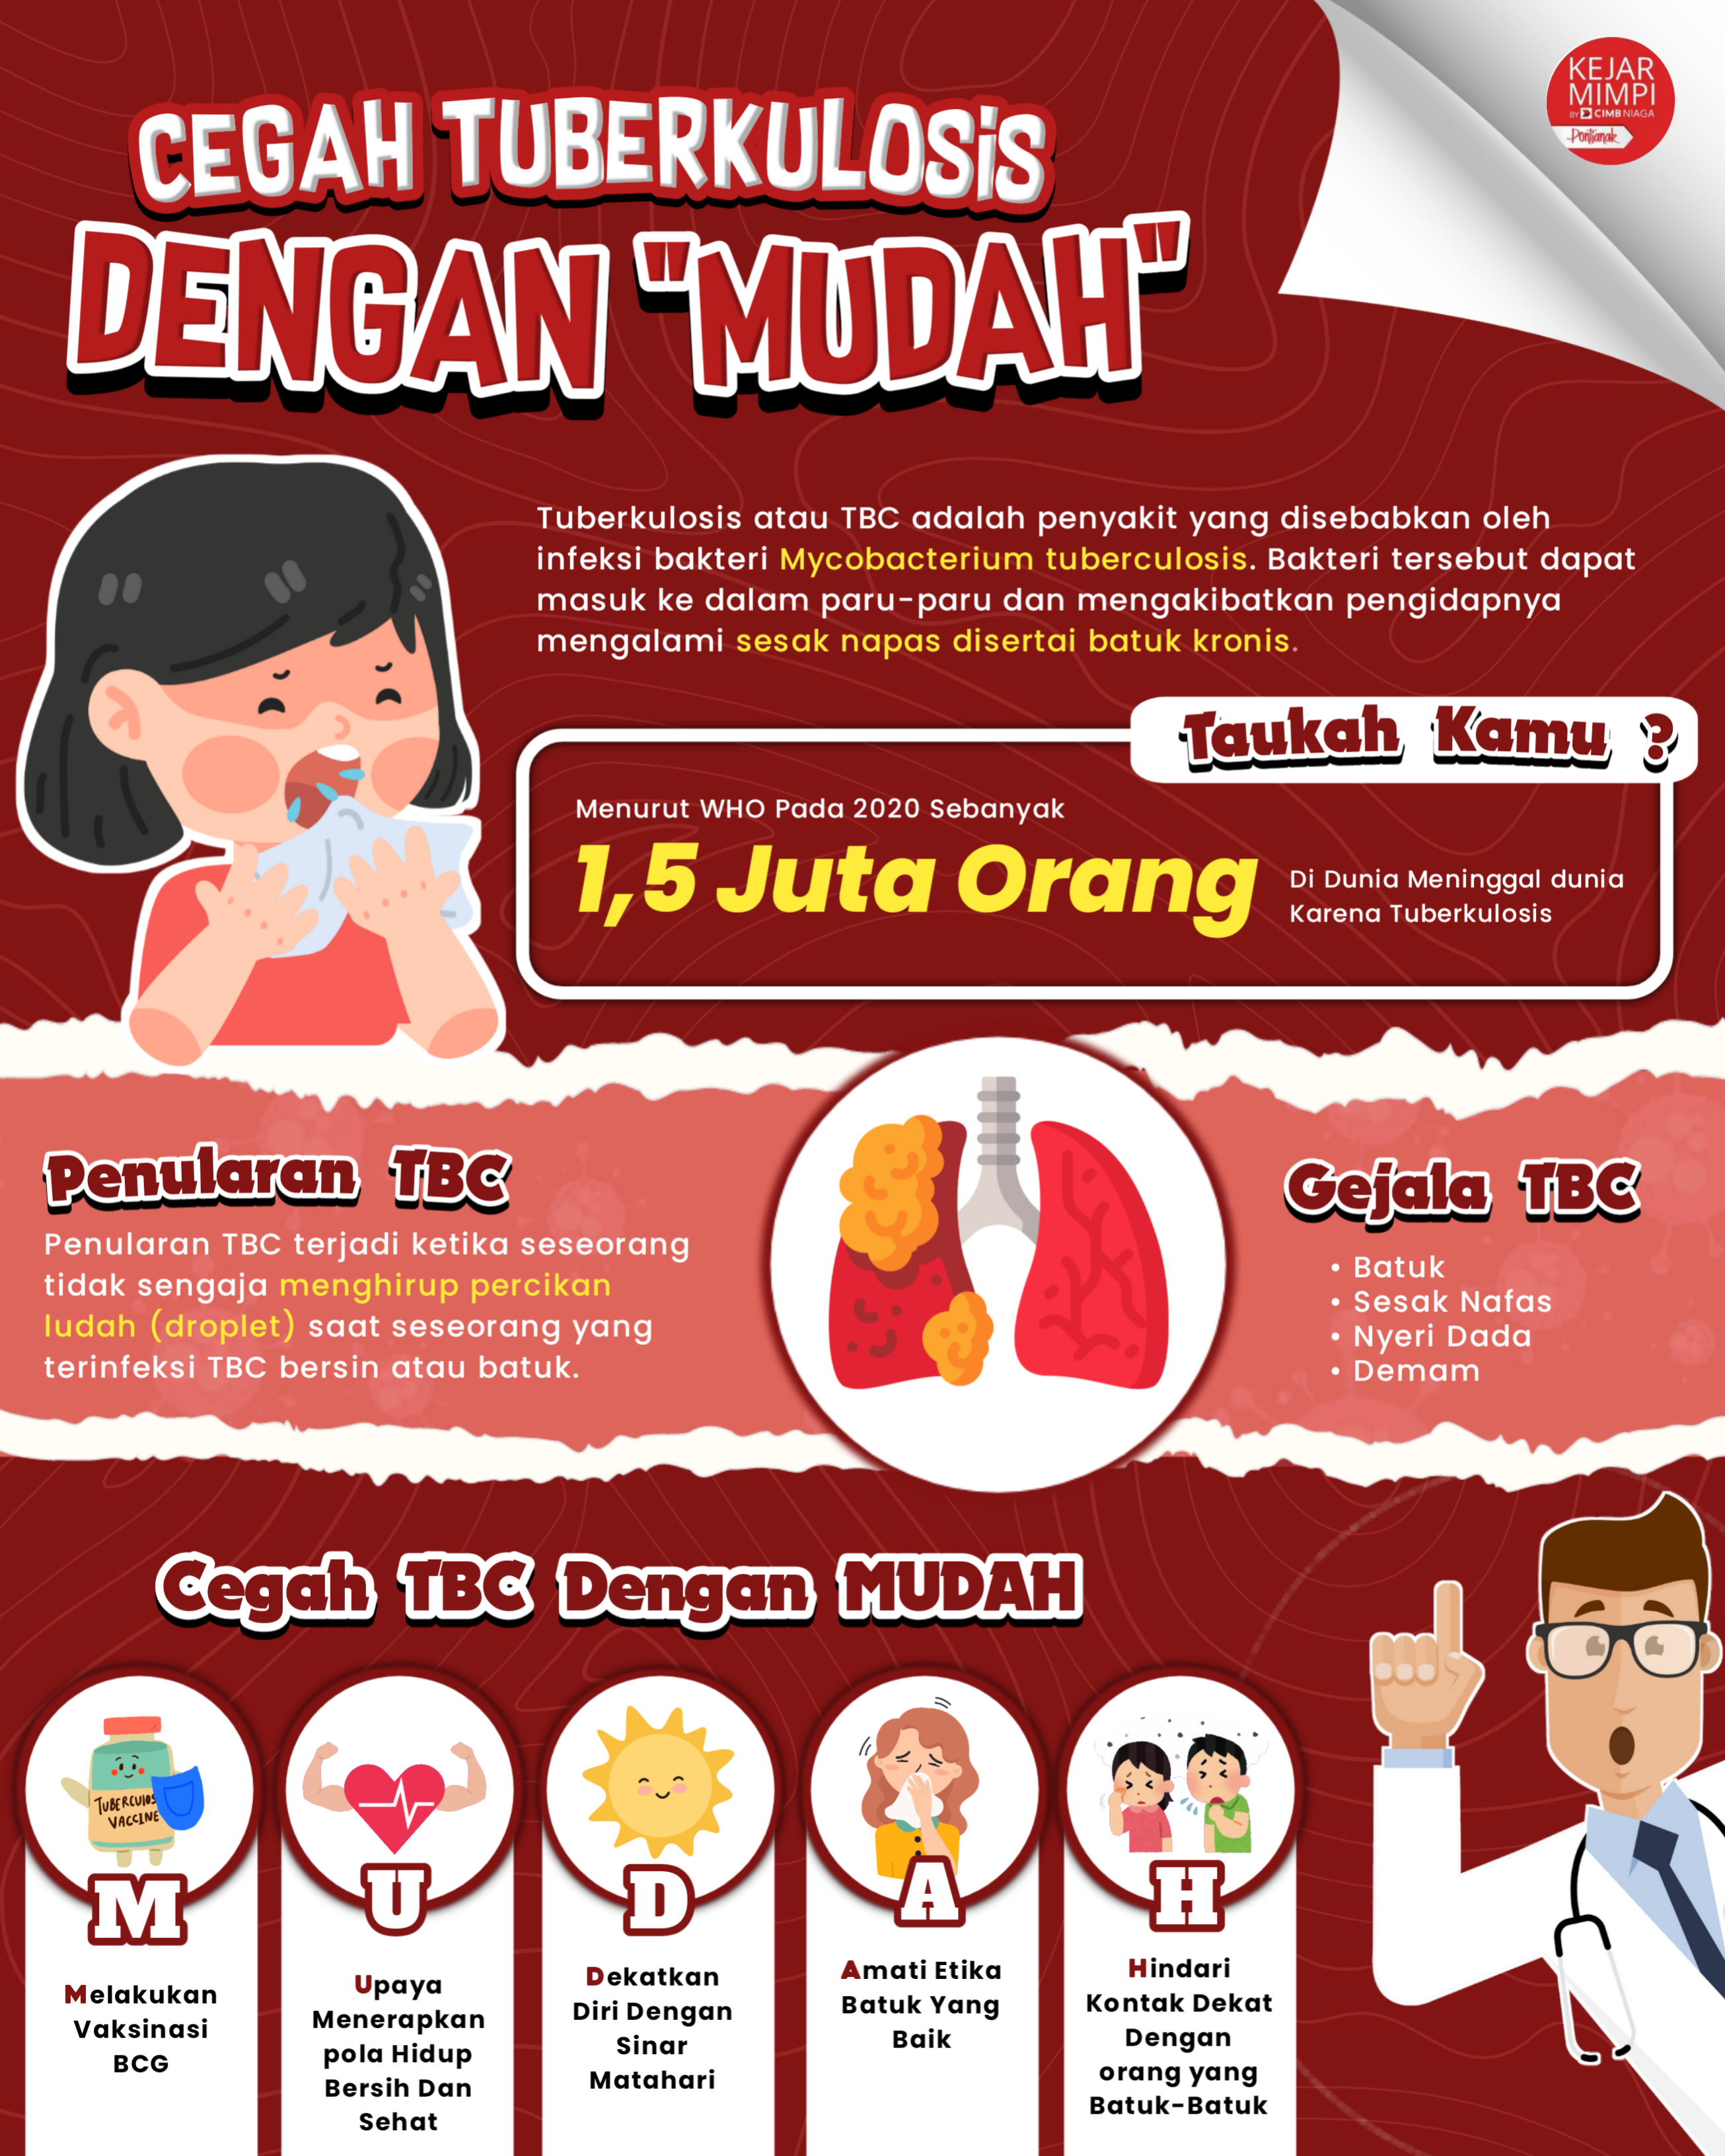 KEJAR
MIMPI
BY CIMB NIAGA
Pontianak
CEGAH TUBERKULOSiS
DENGAN "MUDAH"
Tuberkulosis atau TBC adalah penyakit yang disebabkan oleh
infeksi bakteri Mycobacterium tuberculosis. Bakteri tersebut dapat
masuk ke dalam paru-paru dan mengakibatkan pengidapnya
mengalami sesak napas disertai batuk kronis.
Taukah Kamu ?
Menurut WHO Pada 2020 Sebanyak
1,5 Juta Orang
Di Dunia Meninggal dunia
Karena Tuberkulosis
Penularan TBC
Penularan TBC terjadi ketika seseorang
tidak sengaja menghirup percikan
ludah (droplet) saat seseorang yang
terinfeksi TBC bersin atau batuk.
Gejala TBC
• Batuk
• Sesak Nafas
• Nyeri Dada
• Demam
Cegah TBC Dengan MUDAH
TUBERCULOS
VACCINE
M
Melakukan
Vaksinasi
BCG
U
Upaya
Menerapkan
pola Hidup
Bersih Dan
Sehat
D
Dekatkan
Diri Dengan
Sinar
Matahari
A
Amati Etika
Batuk Yang
Baik
H
Hindari
Kontak Dekat
Dengan
orang yang
Batuk-Batuk